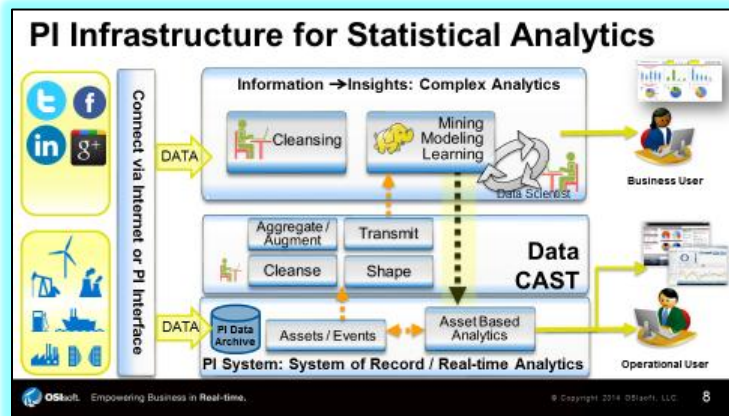 PI Infrastructure for Statistical Analytics
g+
in
Connect via Internet or PI Interface
DATA
Information →Insights: Complex Analytics
Cleansing
Mining
Modeling
Learning
Data Scientist
Business User
Aggregate /
Augment
Transmit
Cleanse
Shape
Data
CAST
DATA
PI Data
Archive
Assets / Events
Asset Based
Analytics
PI System: System of Record / Real-time Analytics
Operational User
OSIsoft. Empowering Business in Real-time.
© Copyright 2014 OSIsoft, LLC.
8